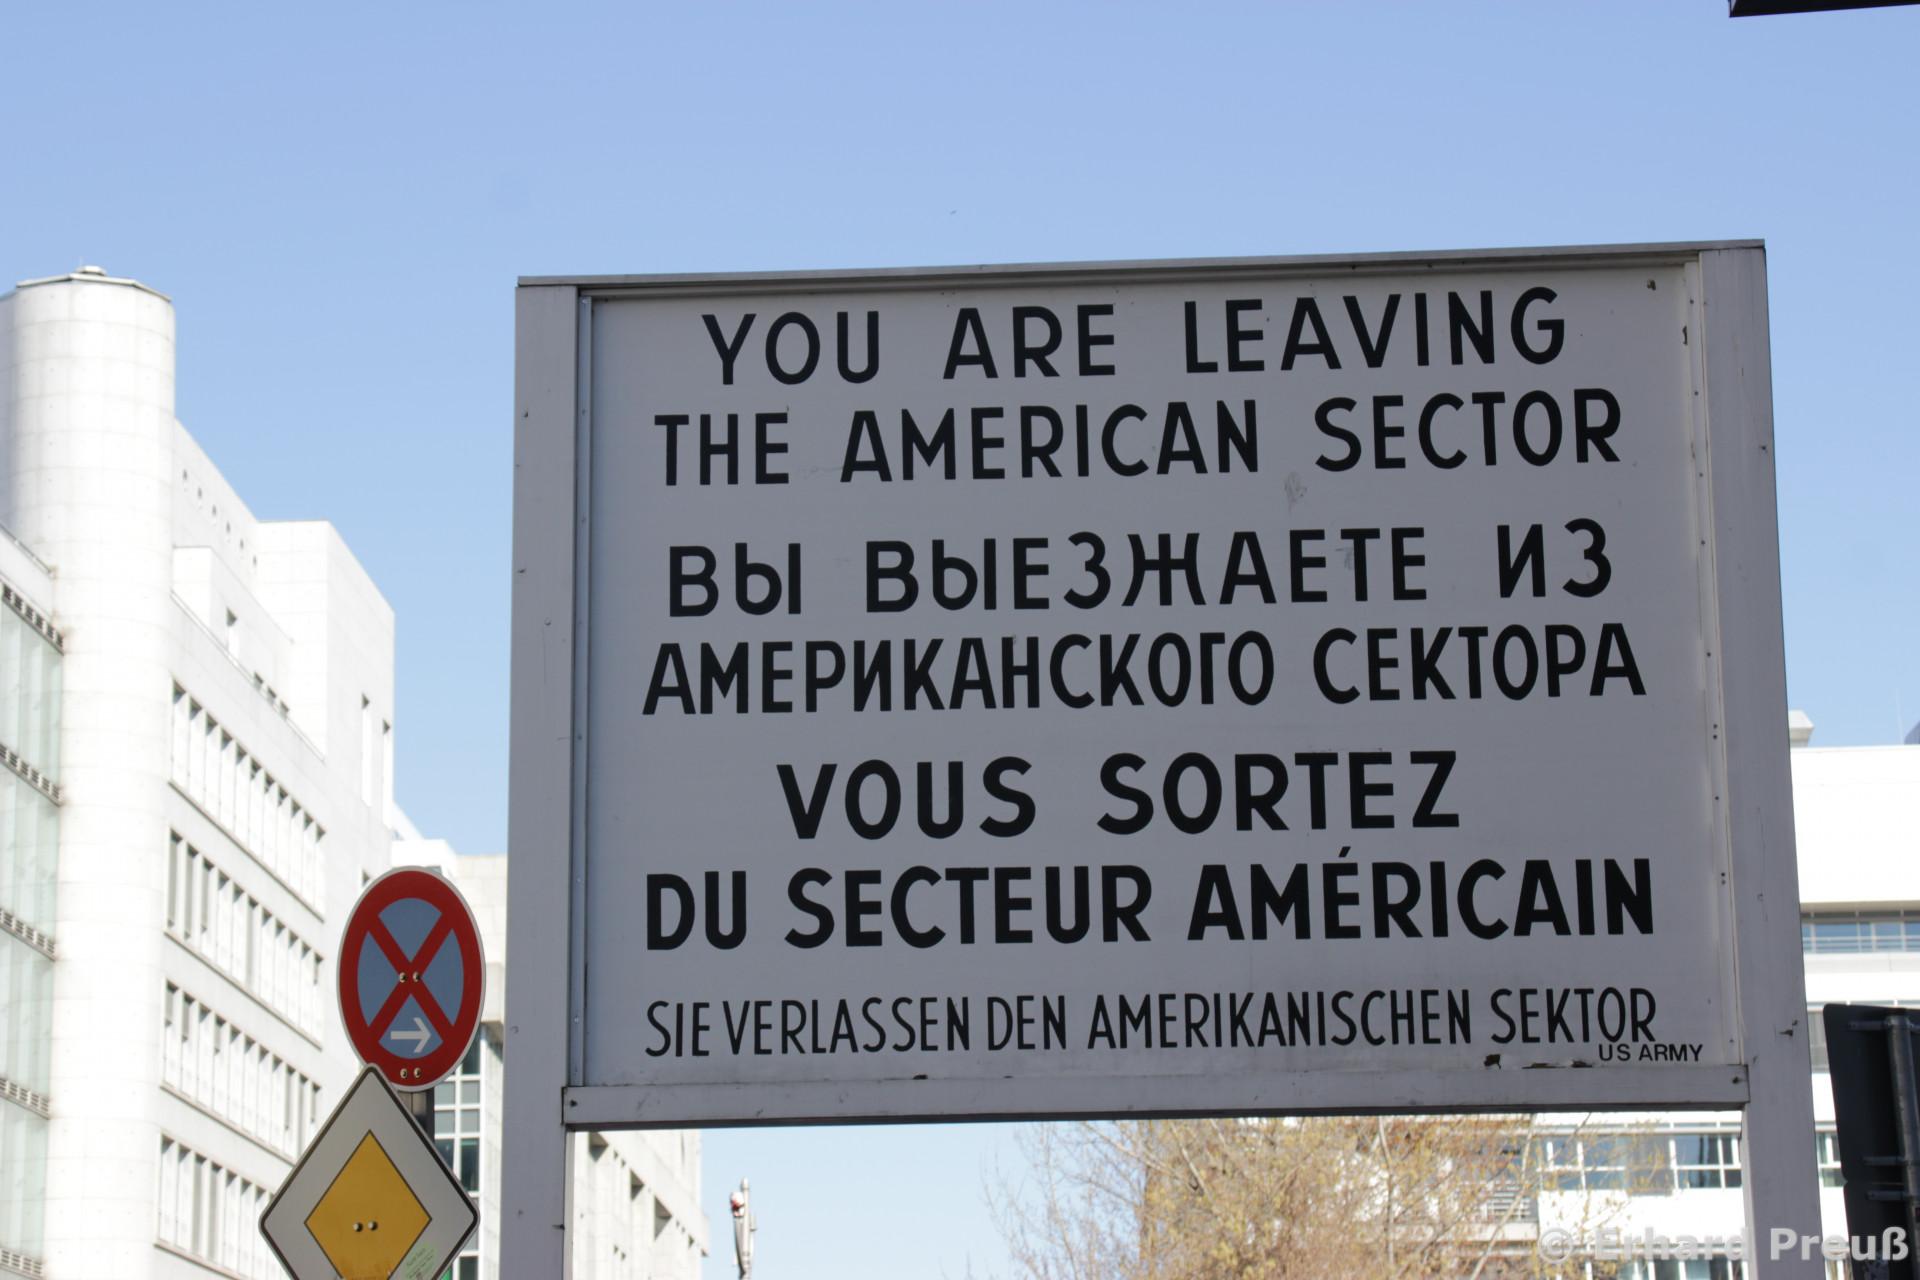 YOU ARE LEAVING
THE AMERICAN SECTOR
ВЫ ВЫЕЗЖАЕТЕ ИЗ
АМЕРИКАНСКОГО СЕКТОРА
VOUS SORTEZ
DU SECTEUR AMÉRICAIN
SIE VERLASSEN DEN AMERIKANISCHEN SEKTOR
US ARMY
© Erhard Preuß